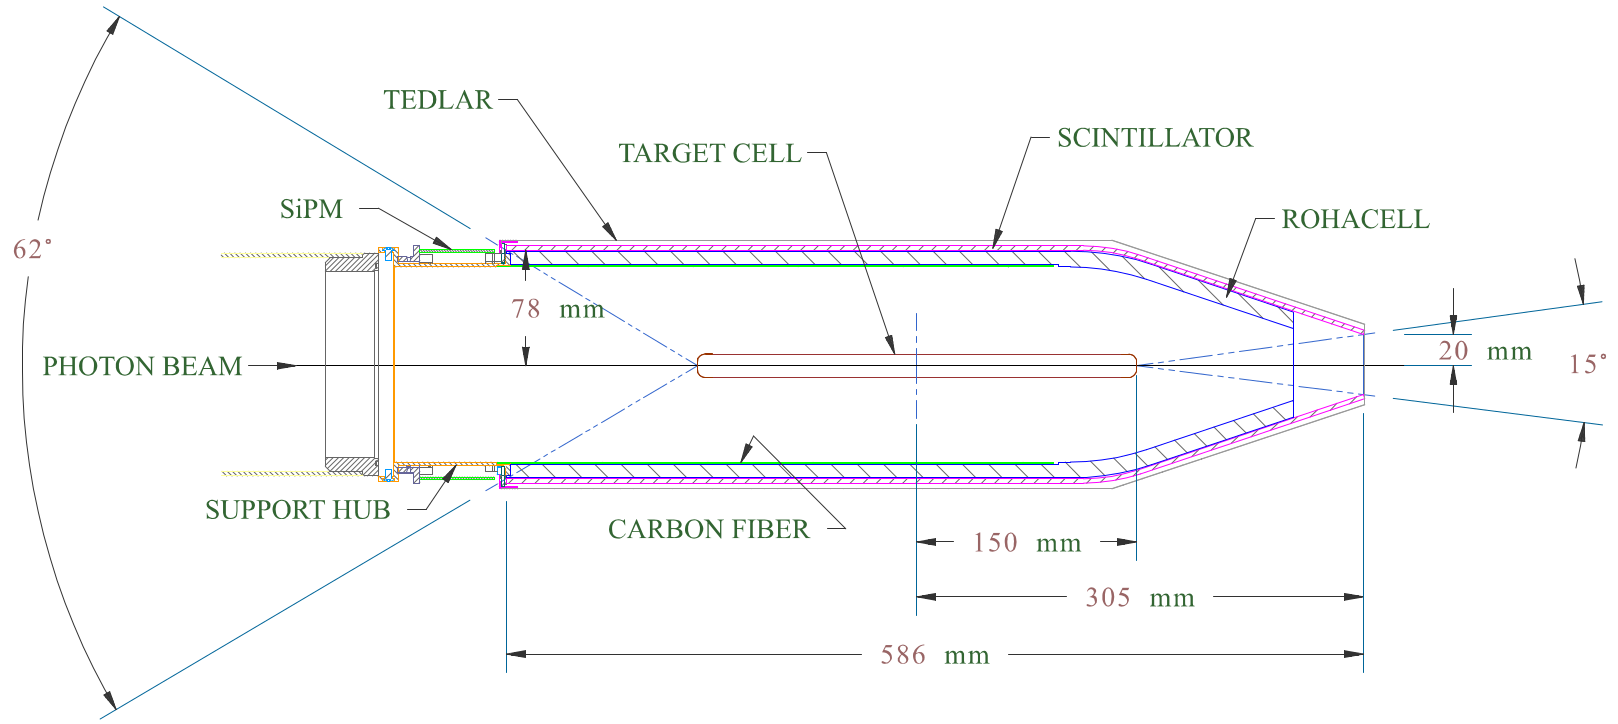 TEDLAR
SCINTILLATOR
TARGET CELL
SiPM
ROHACELL
62°
78 mm
PHOTON BEAM
20 mm
15°
SUPPORT HUB
CARBON FIBER
150 mm
305 mm
586 mm